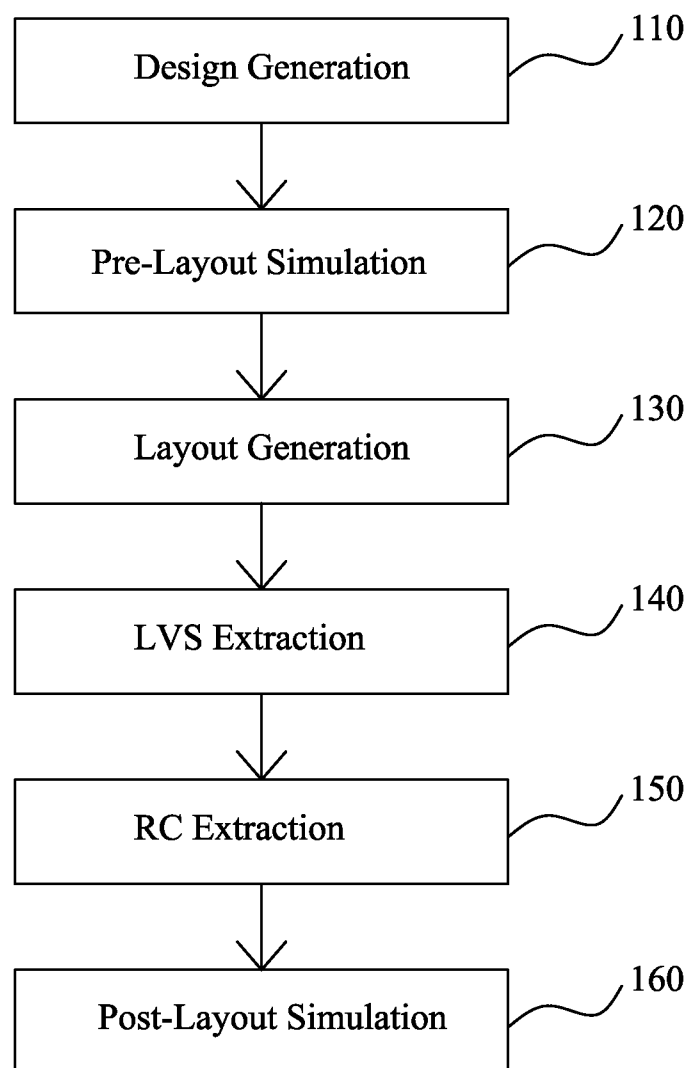 110
Design Generation
120
Pre-Layout Simulation
130
Layout Generation
140
LVS Extraction
150
RC Extraction
160
Post-Layout Simulation